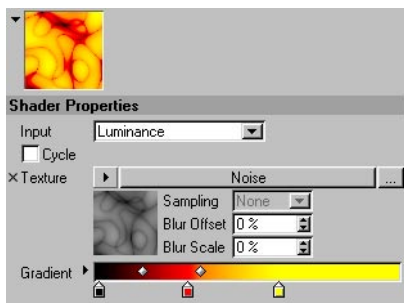 Shader Properties
Input Luminance
Cycle
Texture Noise ...
Sampling None
Blur Offset 0 %
Blur Scale 0 %
Gradient